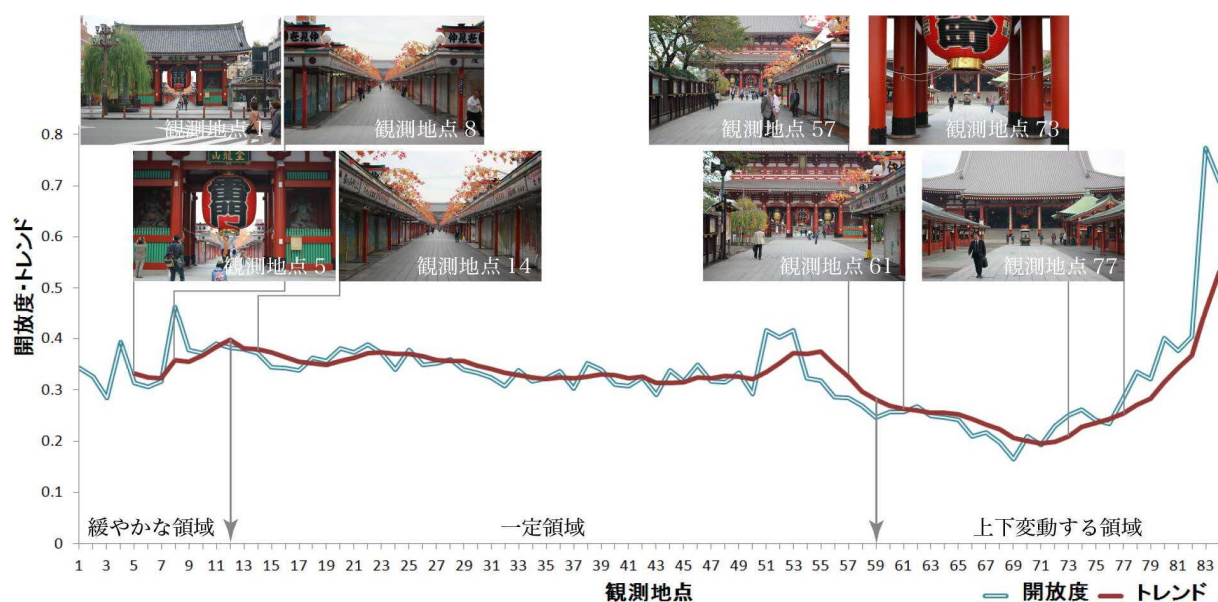 観測地点 1
観測地点 8
観測地点 57
観測地点 73
観測地点 5
観測地点 14
観測地点 61
観測地点 77
金龍山
開放度・トレンド
0.8
0.7
0.6
0.5
0.4
0.3
0.2
0.1
0
緩やかな領域
一定領域
上下変動する領域
1 3 5 7 9 11 13 15 17 19 21 23 25 27 29 31 33 35 37 39 41 43 45 47 49 51 53 55 57 59 61 63 65 67 69 71 73 75 77 79 81 83
観測地点
開放度 トレンド